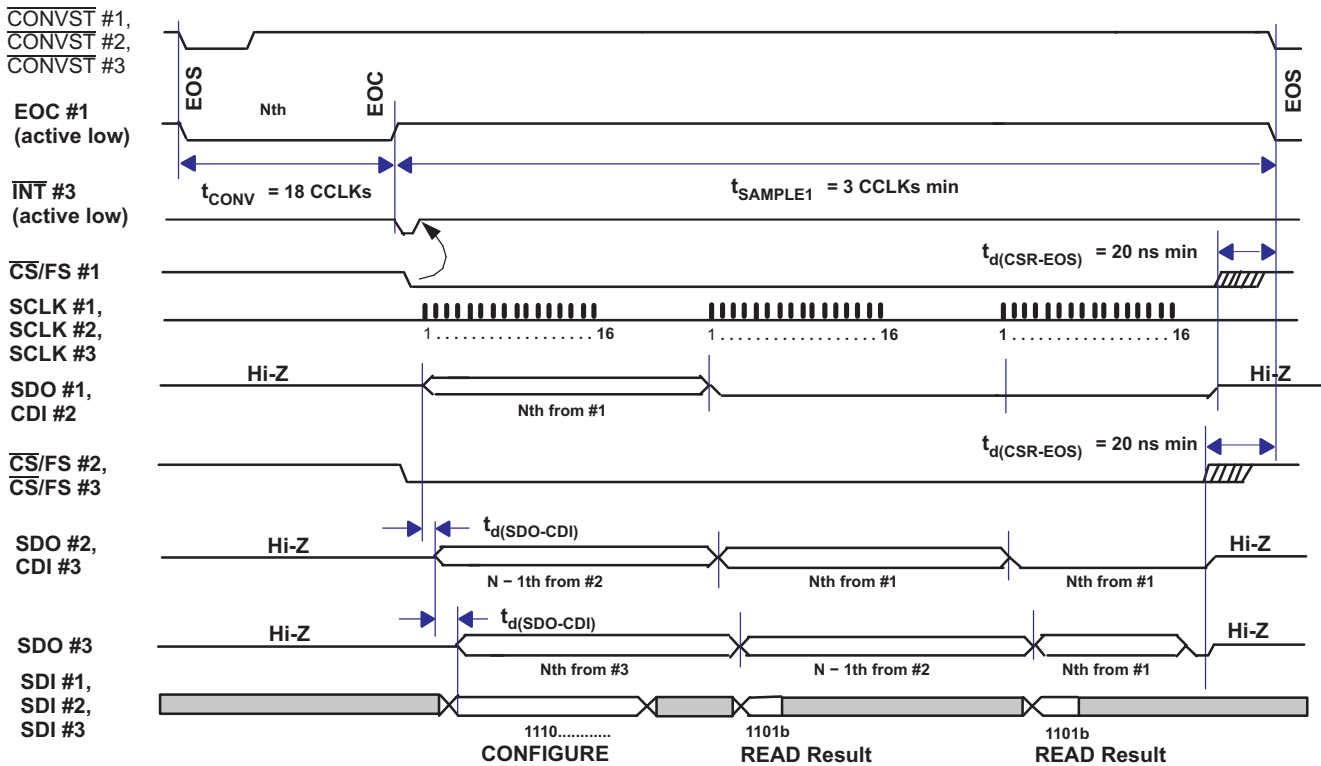 CONVST #1,
CONVST #2,
CONVST #3
EOS
EOC
EOS
EOC #1
(active low)
Nth
tCONV = 18 CCLKs
tSAMPLE1 = 3 CCLKs min
INT #3
(active low)
td(CSR-EOS) = 20 ns min
CS/FS #1
SCLK #1,
SCLK #2,
SCLK #3
1 . . . . . . . . . . . . . . . . . . 16
1 . . . . . . . . . . . . . . . . . . 16
1 . . . . . . . . . . . . . . . . . . 16
Hi-Z
Hi-Z
SDO #1,
CDI #2
Nth from #1
td(CSR-EOS) = 20 ns min
CS/FS #2,
CS/FS #3
td(SDO-CDI)
SDO #2,
CDI #3
Hi-Z
Hi-Z
N − 1th from #2
Nth from #1
Nth from #1
td(SDO-CDI)
Hi-Z
Hi-Z
SDO #3
Nth from #3
N − 1th from #2
Nth from #1
SDI #1,
SDI #2,
SDI #3
1110............
1101b
1101b
CONFIGURE
READ Result
READ Result